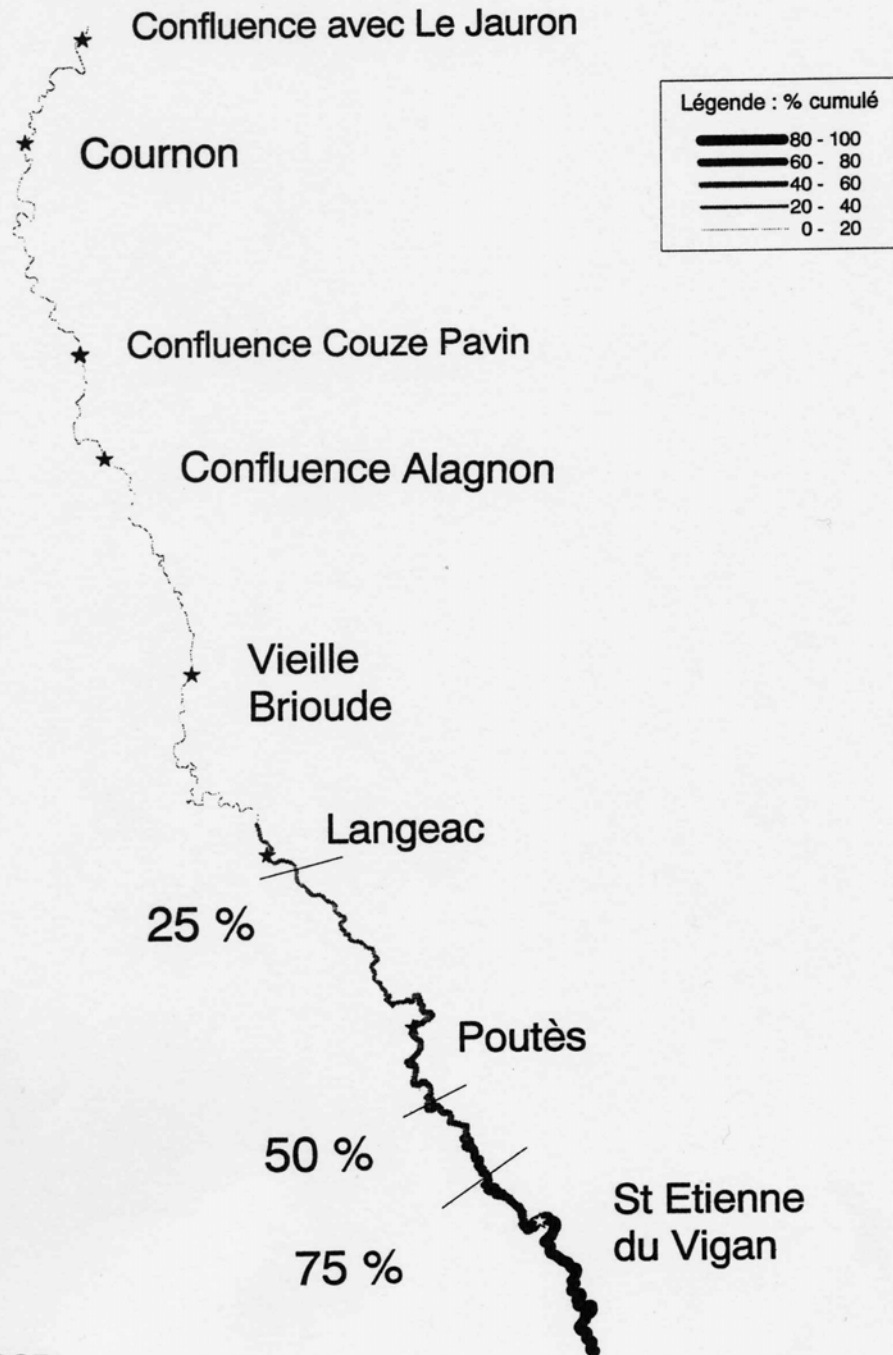 Confluence avec Le Jauron
Légende : % cumulé
80 - 100
60 - 80
40 - 60
20 - 40
0 - 20
Cournon
Confluence Couze Pavin
Confluence Alagnon
Vieille
Brioude
Langeac
25 %
Poutès
50 %
St Etienne
du Vigan
75 %